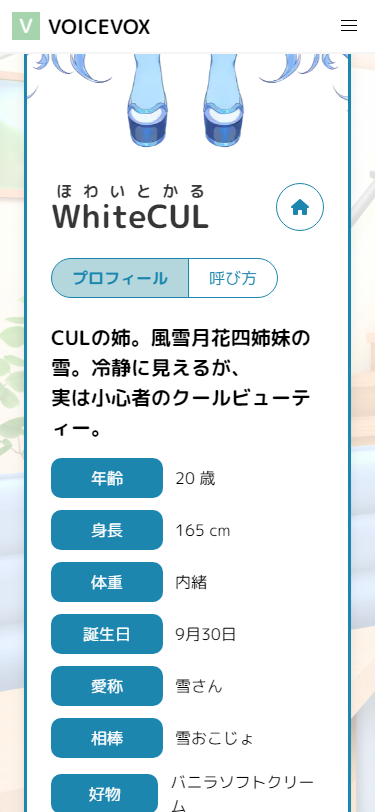 V VOICEVOX
ほわいとかる
WhiteCUL
プロフィール 呼び方
CULの姉。風雪月花四姉妹の
雪。冷静に見えるが、
実は小心者のクールビューテ
ィー。
年齢 20 歳
身長 165 cm
体重 内緒
誕生日 9月30日
愛称 雪さん
相棒 雪おこじょ
好物 バニラソフトクリー
ム